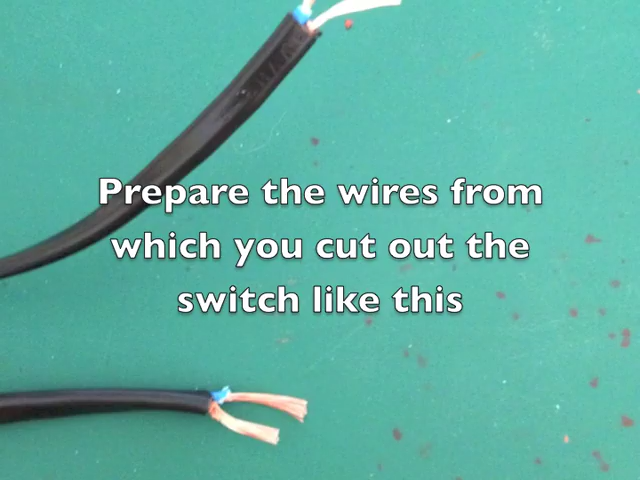 Prepare the wires from
which you cut out the
switch like this